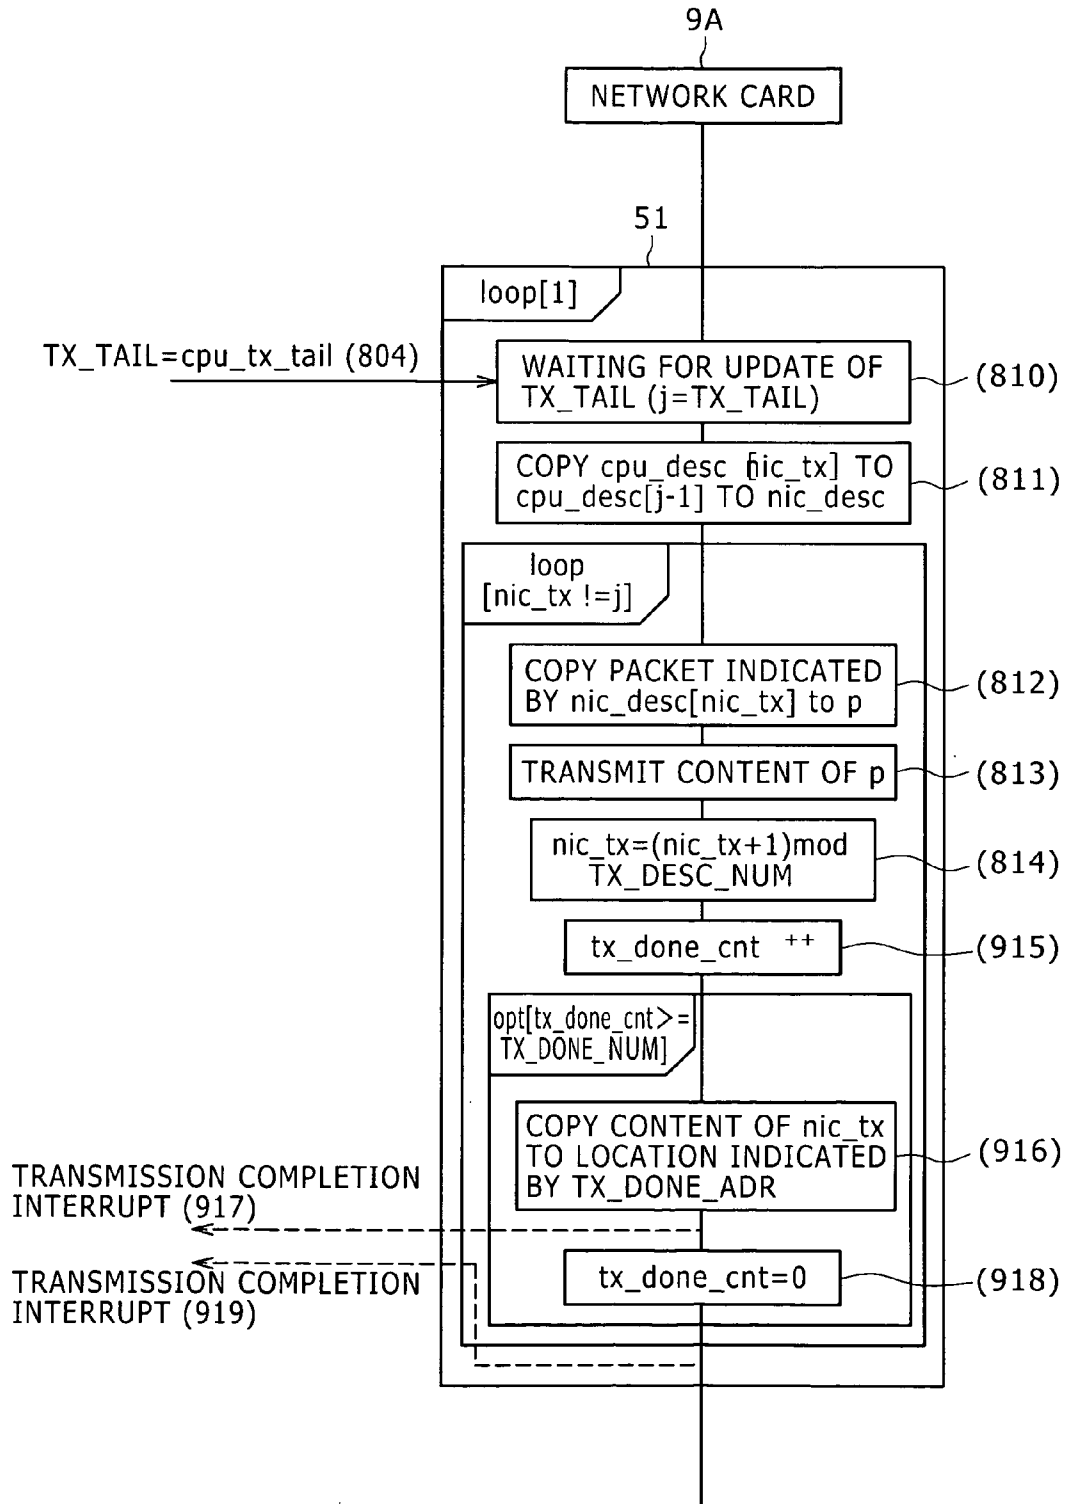 9A
NETWORK CARD
51
loop[1]
TX_TAIL=cpu_tx_tail (804)
WAITING FOR UPDATE OF
TX_TAIL (j=TX_TAIL)
(810)
COPY cpu_desc [nic_tx] TO
cpu_desc[j-1] TO nic_desc
(811)
loop
[nic_tx !=j]
COPY PACKET INDICATED
BY nic_desc[nic_tx] to p
(812)
TRANSMIT CONTENT OF p
(813)
nic_tx=(nic_tx+1)mod
TX_DESC_NUM
(814)
tx_done_cnt ++
(915)
opt[tx_done_cnt>=
TX_DONE_NUM]
COPY CONTENT OF nic_tx
TO LOCATION INDICATED
BY TX_DONE_ADR
(916)
TRANSMISSION COMPLETION
INTERRUPT (917)
tx_done_cnt=0
(918)
TRANSMISSION COMPLETION
INTERRUPT (919)